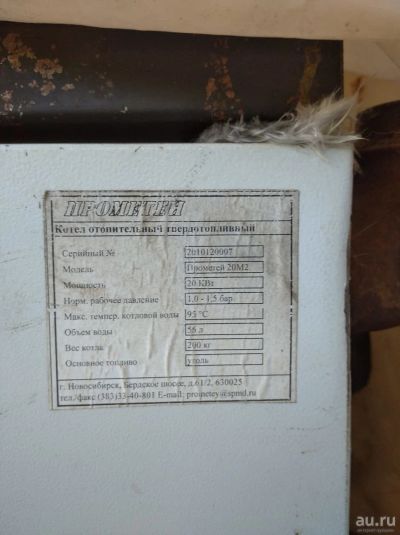 ПРОМЕТЕЙ
Котел отопительный твердотопливный
Серийный № 2010120007
Модель Прометей 20М2
Мощность 20 КВт
Норм. рабочее давление 1,0 - 1,5 бар
Макс. темпер. котловой воды 95 °С
Объем воды 56 л
Вес котла 200 кг
Основное топливо уголь
г. Новосибирск, Бердское шоссе, д.61/2, 630025
тел./факс (383)33-40-801 E-mail: prometey@spmd.ru
au.ru